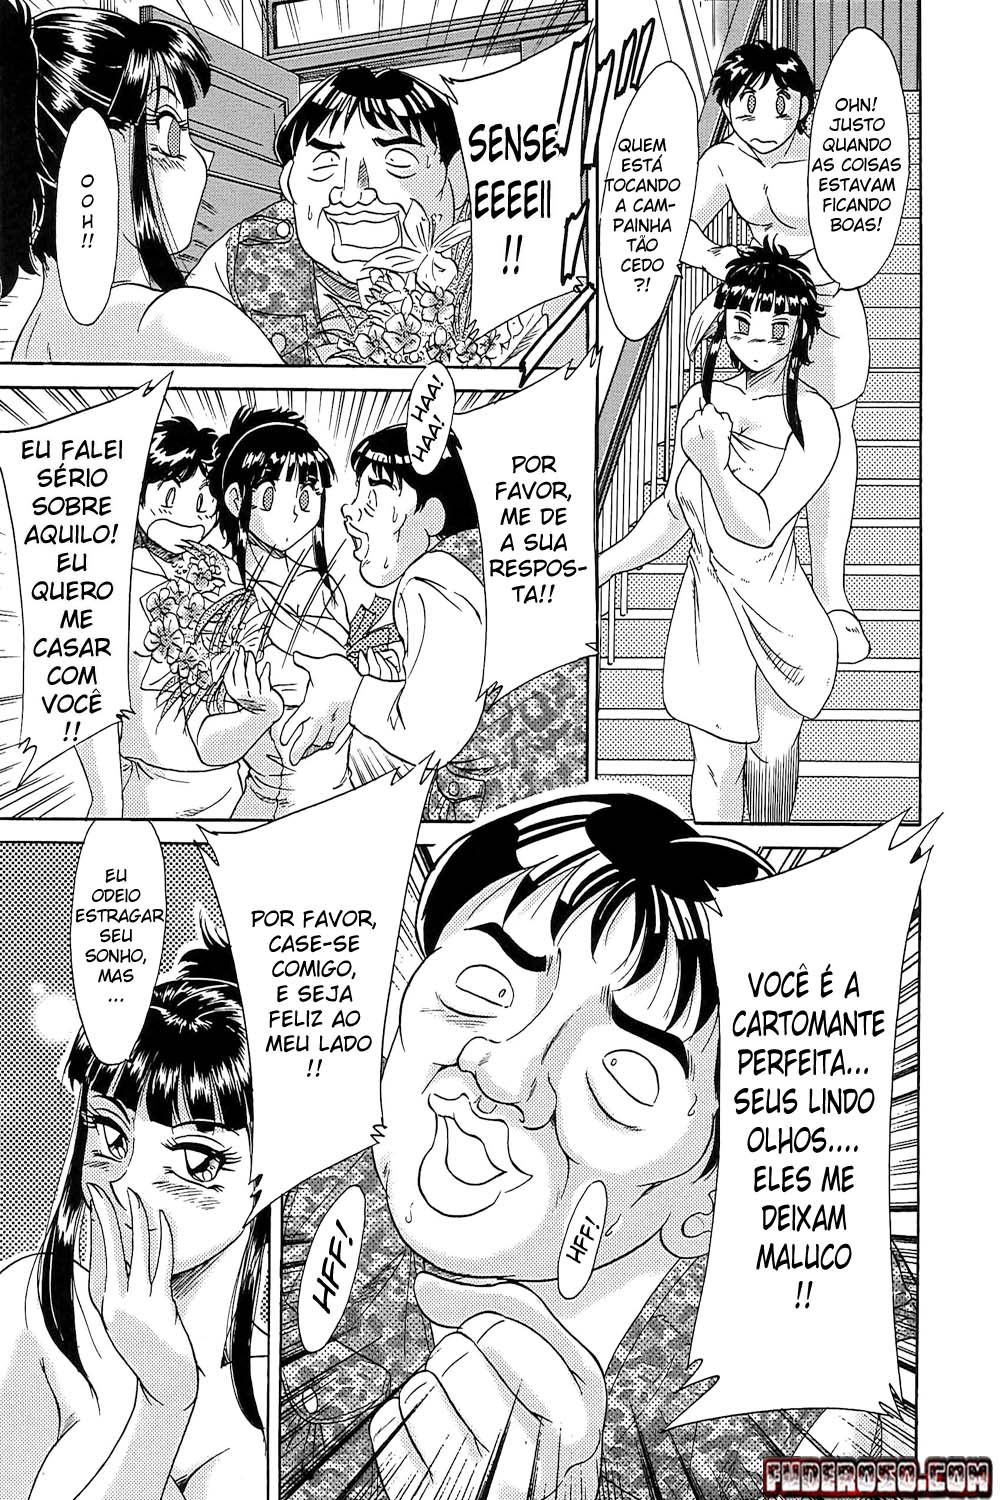 OHN!
JUSTO
QUANDO
AS COISAS
ESTAVAM
FICANDO
BOAS!
QUEM
ESTÁ
TOCANDO
A CAM-
PAINHA
TÃO
CEDO
?!
SENSE
EEEEII
!!
OOH!!
POR
FAVOR,
ME DE
A SUA
RESPOS-
TA!!
HAA!
HAA!
EU FALEI
SÉRIO
SOBRE
AQUILO!
EU
QUERO
ME
CASAR
COM
VOCÊ
!!
VOCÊ É A
CARTOMANTE
PERFEITA...
SEUS LINDO
OLHOS....
ELES ME
DEIXAM
MALUCO
!!
HFF!
HFF!
POR FAVOR,
CASE-SE
COMIGO,
E SEJA
FELIZ AO
MEU LADO
!!
EU
ODEIO
ESTRAGAR
SEU
SONHO,
MAS
...
FUDEROSO.COM